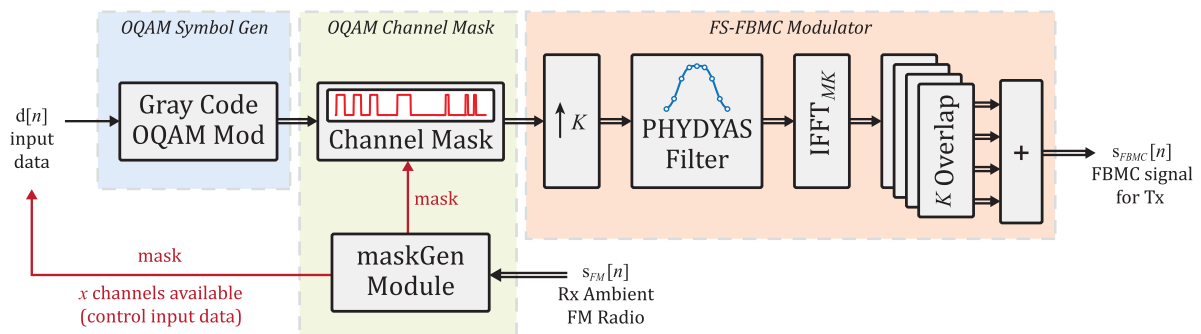 OQAM Symbol Gen
OQAM Channel Mask
FS-FBMC Modulator
d[n]
input
data
Gray Code
OQAM Mod
Channel Mask
↑ K
PHYDYAS
Filter
IFFT_MK
K Overlap
+
s_FBMC[n]
FBMC signal
for Tx
mask
mask
x channels available
(control input data)
maskGen
Module
s_FM[n]
Rx Ambient
FM Radio